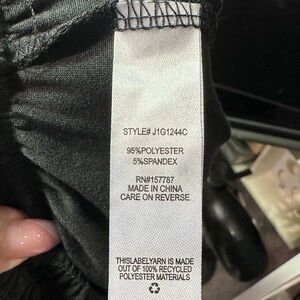 STYLE# J1G1244C
95%POLYESTER
5%SPANDEX
RN#157787
MADE IN CHINA
CARE ON REVERSE
THISLABELYARN IS MADE
OUT OF 100% RECYCLED
POLYESTER MATERIALS